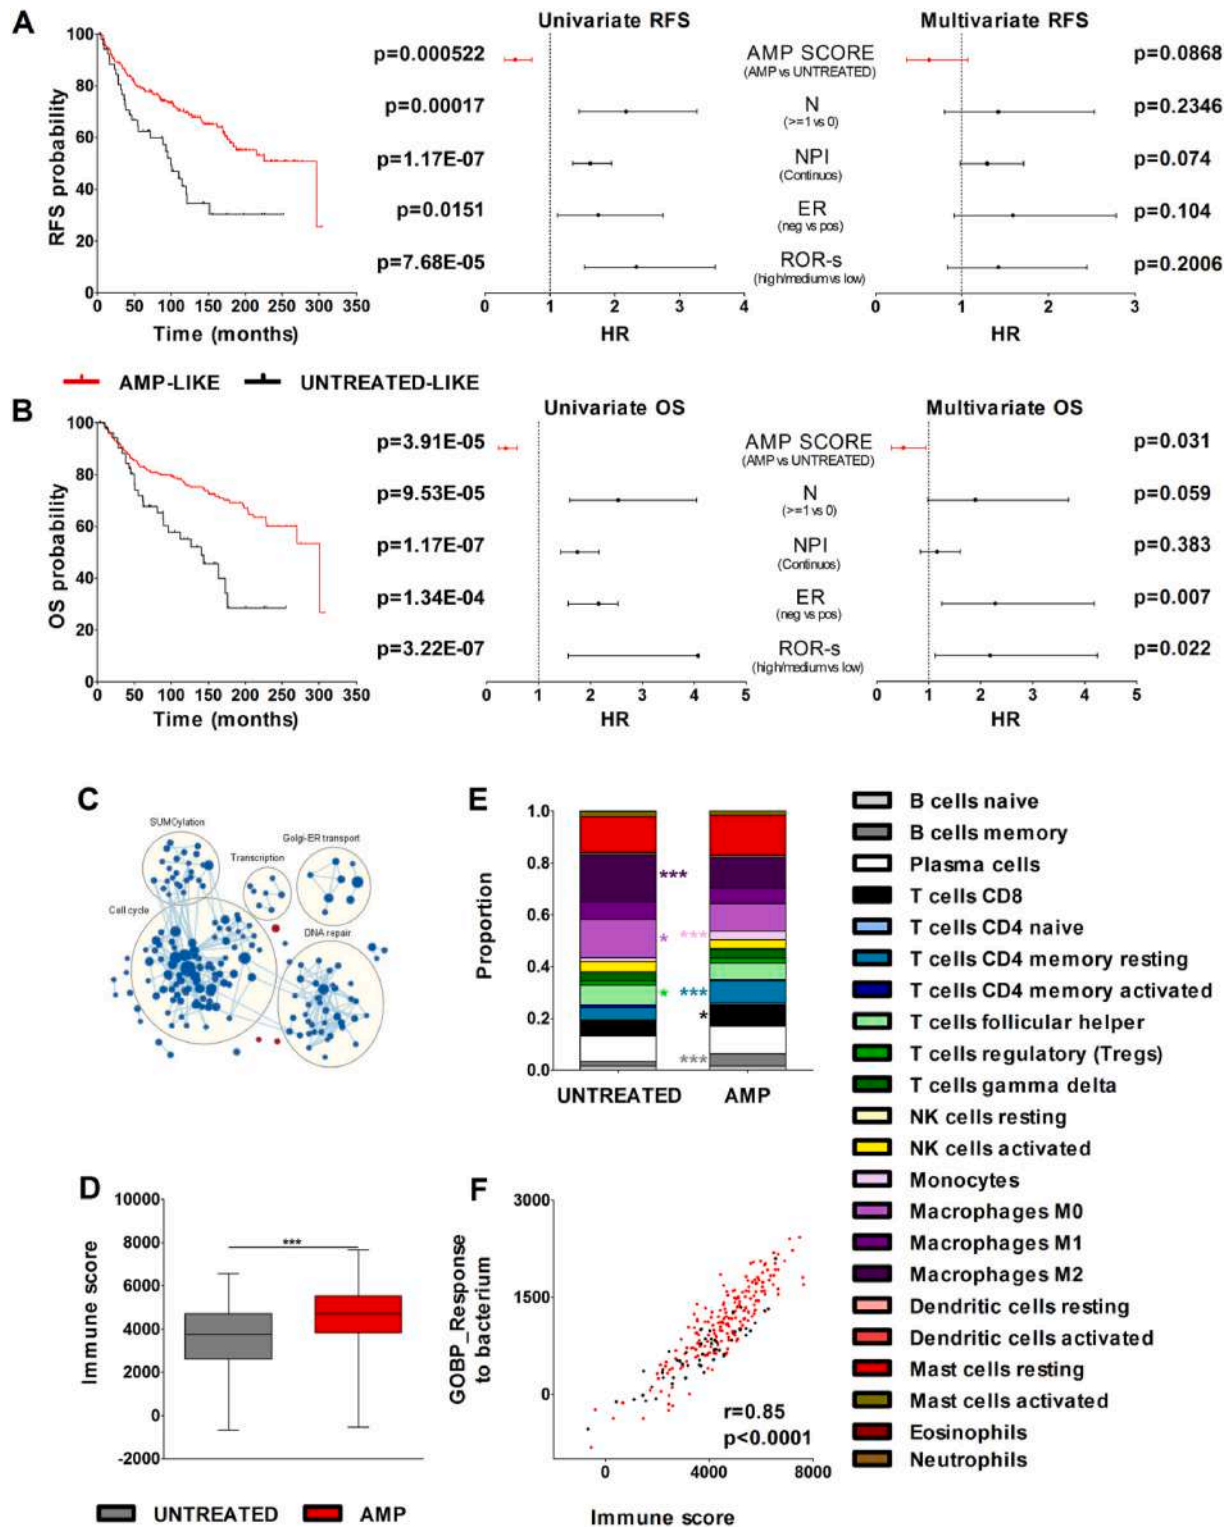 A
Univariate RFS
Multivariate RFS
RFS probability
100
80
60
40
20
0
0 50 100 150 200 250 300 350
Time (months)
p=0.000522
p=0.00017
p=1.17E-07
p=0.0151
p=7.68E-05
0 1 2 3 4
HR
AMP SCORE
(AMP vs UNTREATED)
N
(>=1 vs 0)
NPI
(Continuos)
ER
(neg vs pos)
ROR-s
(high/medium vs low)
0 1 2 3
HR
p=0.0868
p=0.2346
p=0.074
p=0.104
p=0.2006
AMP-LIKE UNTREATED-LIKE
B
Univariate OS
Multivariate OS
OS probability
100
80
60
40
20
0
0 50 100 150 200 250 300 350
Time (months)
p=3.91E-05
p=9.53E-05
p=1.17E-07
p=1.34E-04
p=3.22E-07
0 1 2 3 4 5
HR
AMP SCORE
(AMP vs UNTREATED)
N
(>=1 vs 0)
NPI
(Continuos)
ER
(neg vs pos)
ROR-s
(high/medium vs low)
0 1 2 3 4 5
HR
p=0.031
p=0.059
p=0.383
p=0.007
p=0.022
C
SUMOylation
Golgi-ER transport
Transcription
Cell cycle
DNA repair
E
Proportion
1.0
0.8
0.6
0.4
0.2
0.0
***
*
***
*
***
*
***
UNTREATED AMP
B cells naive
B cells memory
Plasma cells
T cells CD8
T cells CD4 naive
T cells CD4 memory resting
T cells CD4 memory activated
T cells follicular helper
T cells regulatory (Tregs)
T cells gamma delta
NK cells resting
NK cells activated
Monocytes
Macrophages M0
Macrophages M1
Macrophages M2
Dendritic cells resting
Dendritic cells activated
Mast cells resting
Mast cells activated
Eosinophils
Neutrophils
D
Immune score
10000
8000
6000
4000
2000
0
-2000
***
UNTREATED AMP
F
GOBP_Response
to bacterium
3000
1500
0
r=0.85
p<0.0001
0 4000 8000
Immune score